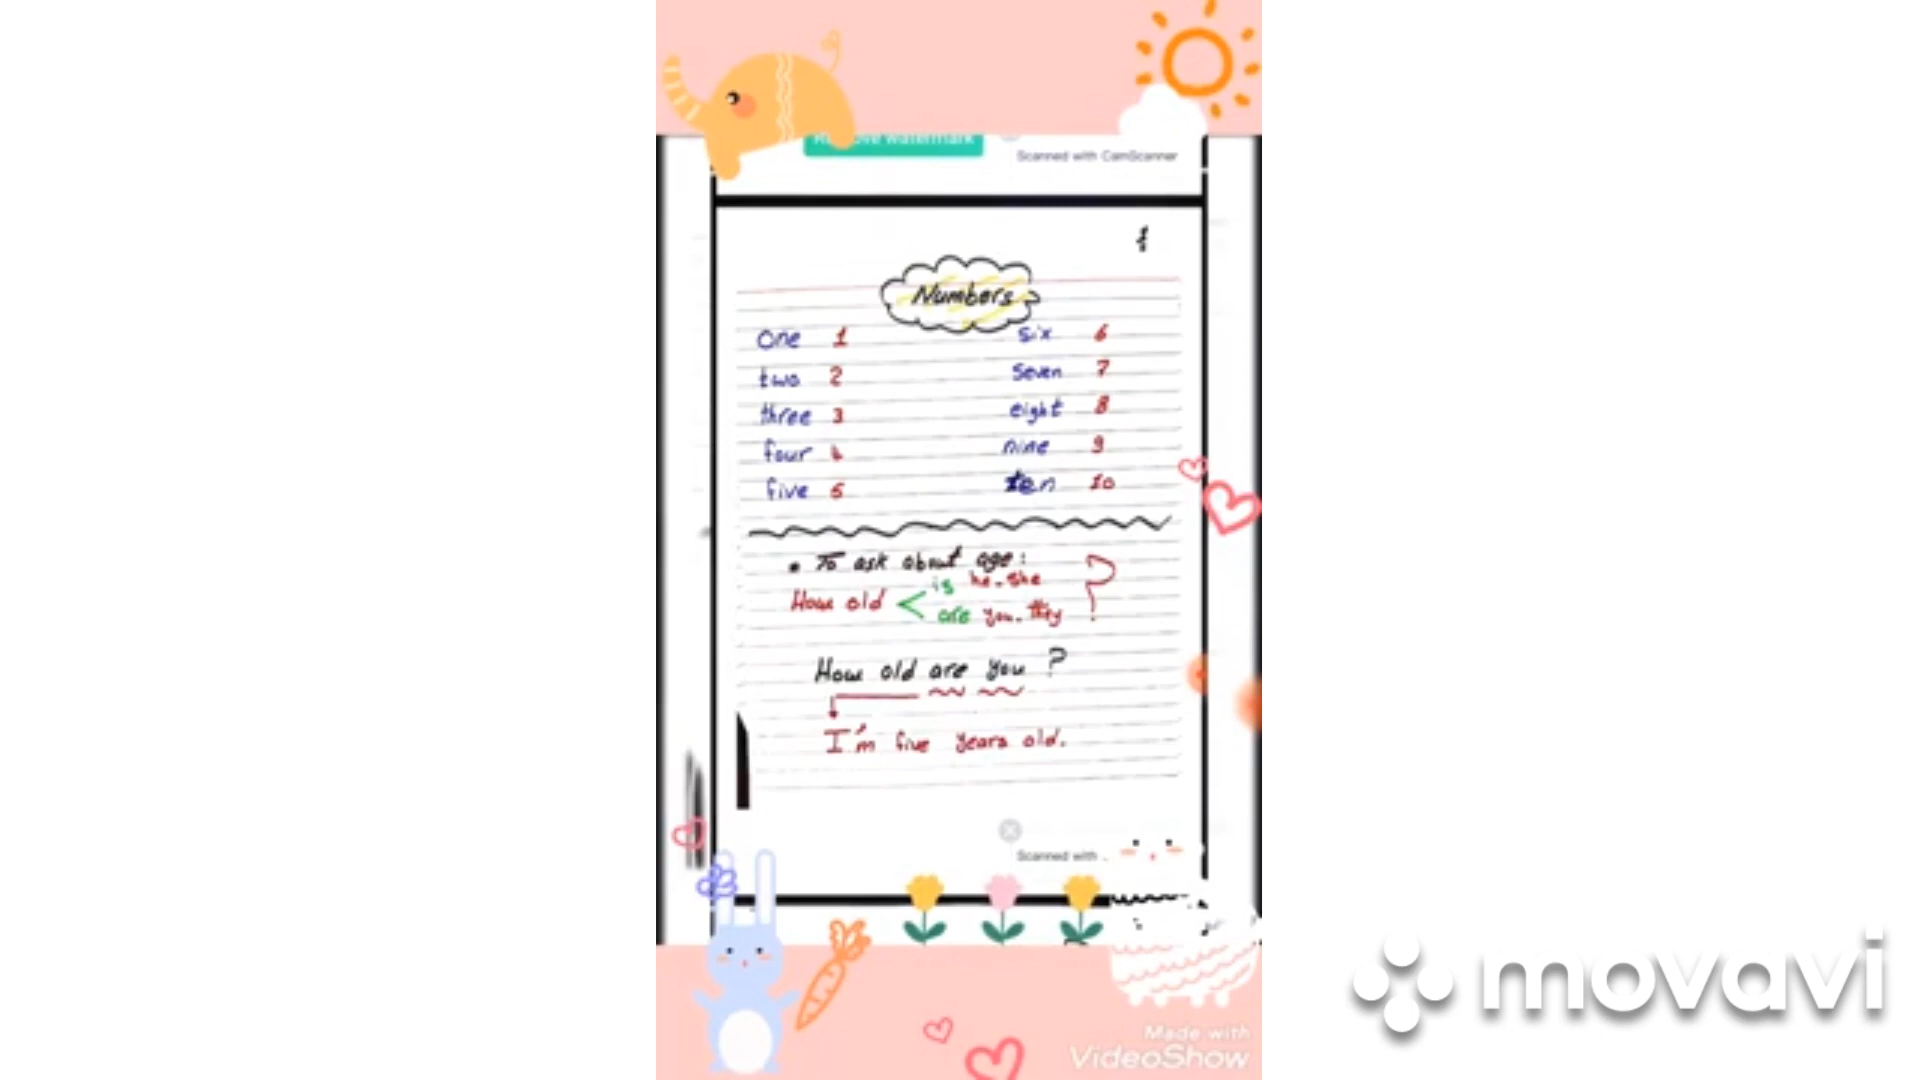 Scanned with CamScanner
Numbers
one 1 six 6
two 2 seven 7
three 3 eight 8
four 4 nine 9
five 5 ten 10
• To ask about age:
How old < is he - she ?
are you - they
How old are you ?
I'm five years old.
Scanned with
Made with
VideoShow
movavi